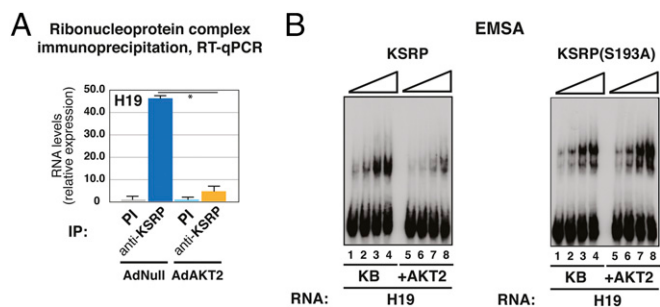 A
Ribonucleoprotein complex
immunoprecipitation, RT-qPCR
RNA levels
(relative expression)
50.0
40.0
30.0
20.0
10.0
0.0
H19
*
IP:
PI
anti-KSRP
PI
anti-KSRP
AdNull
AdAKT2
B
EMSA
KSRP
KSRP(S193A)
1 2 3 4 5 6 7 8
1 2 3 4 5 6 7 8
KB +AKT2
KB +AKT2
RNA: H19
RNA: H19